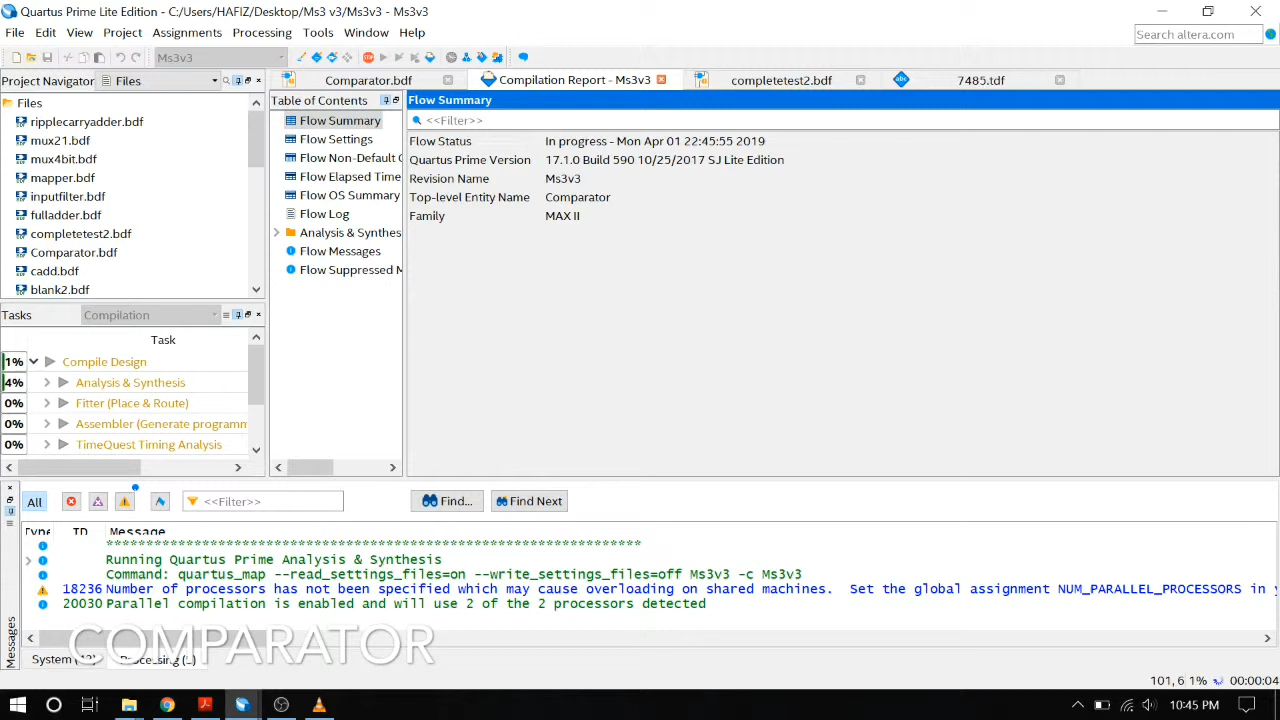 Quartus Prime Lite Edition - C:/Users/HAFIZ/Desktop/Ms3 v3/Ms3v3 - Ms3v3
File Edit View Project Assignments Processing Tools Window Help
Search altera.com
Ms3v3
Project Navigator Files
Comparator.bdf
Compilation Report - Ms3v3
completetest2.bdf
abc
7485.tdf
Files
ripplecarryadder.bdf
mux21.bdf
mux4bit.bdf
mapper.bdf
inputfilter.bdf
fulladder.bdf
completetest2.bdf
Comparator.bdf
cadd.bdf
blank2.bdf
Table of Contents
Flow Summary
Flow Settings
Flow Non-Default
Flow Elapsed Time
Flow OS Summary
Flow Log
Analysis & Synthes
Flow Messages
Flow Suppressed M
Flow Summary
<<Filter>>
Flow Status In progress - Mon Apr 01 22:45:55 2019
Quartus Prime Version 17.1.0 Build 590 10/25/2017 SJ Lite Edition
Revision Name Ms3v3
Top-level Entity Name Comparator
Family MAX II
Tasks Compilation
Task
1% Compile Design
4% Analysis & Synthesis
0% Fitter (Place & Route)
0% Assembler (Generate programm
0% TimeQuest Timing Analysis
All <<Filter>> Find... Find Next
Type ID Message
*******************************************************************
Running Quartus Prime Analysis & Synthesis
Command: quartus_map --read_settings_files=on --write_settings_files=off Ms3v3 -c Ms3v3
18236 Number of processors has not been specified which may cause overloading on shared machines. Set the global assignment NUM_PARALLEL_PROCESSORS in
20030 Parallel compilation is enabled and will use 2 of the 2 processors detected
Messages
COMPARATOR
System Processing
101, 6 1% 00:00:04
10:45 PM